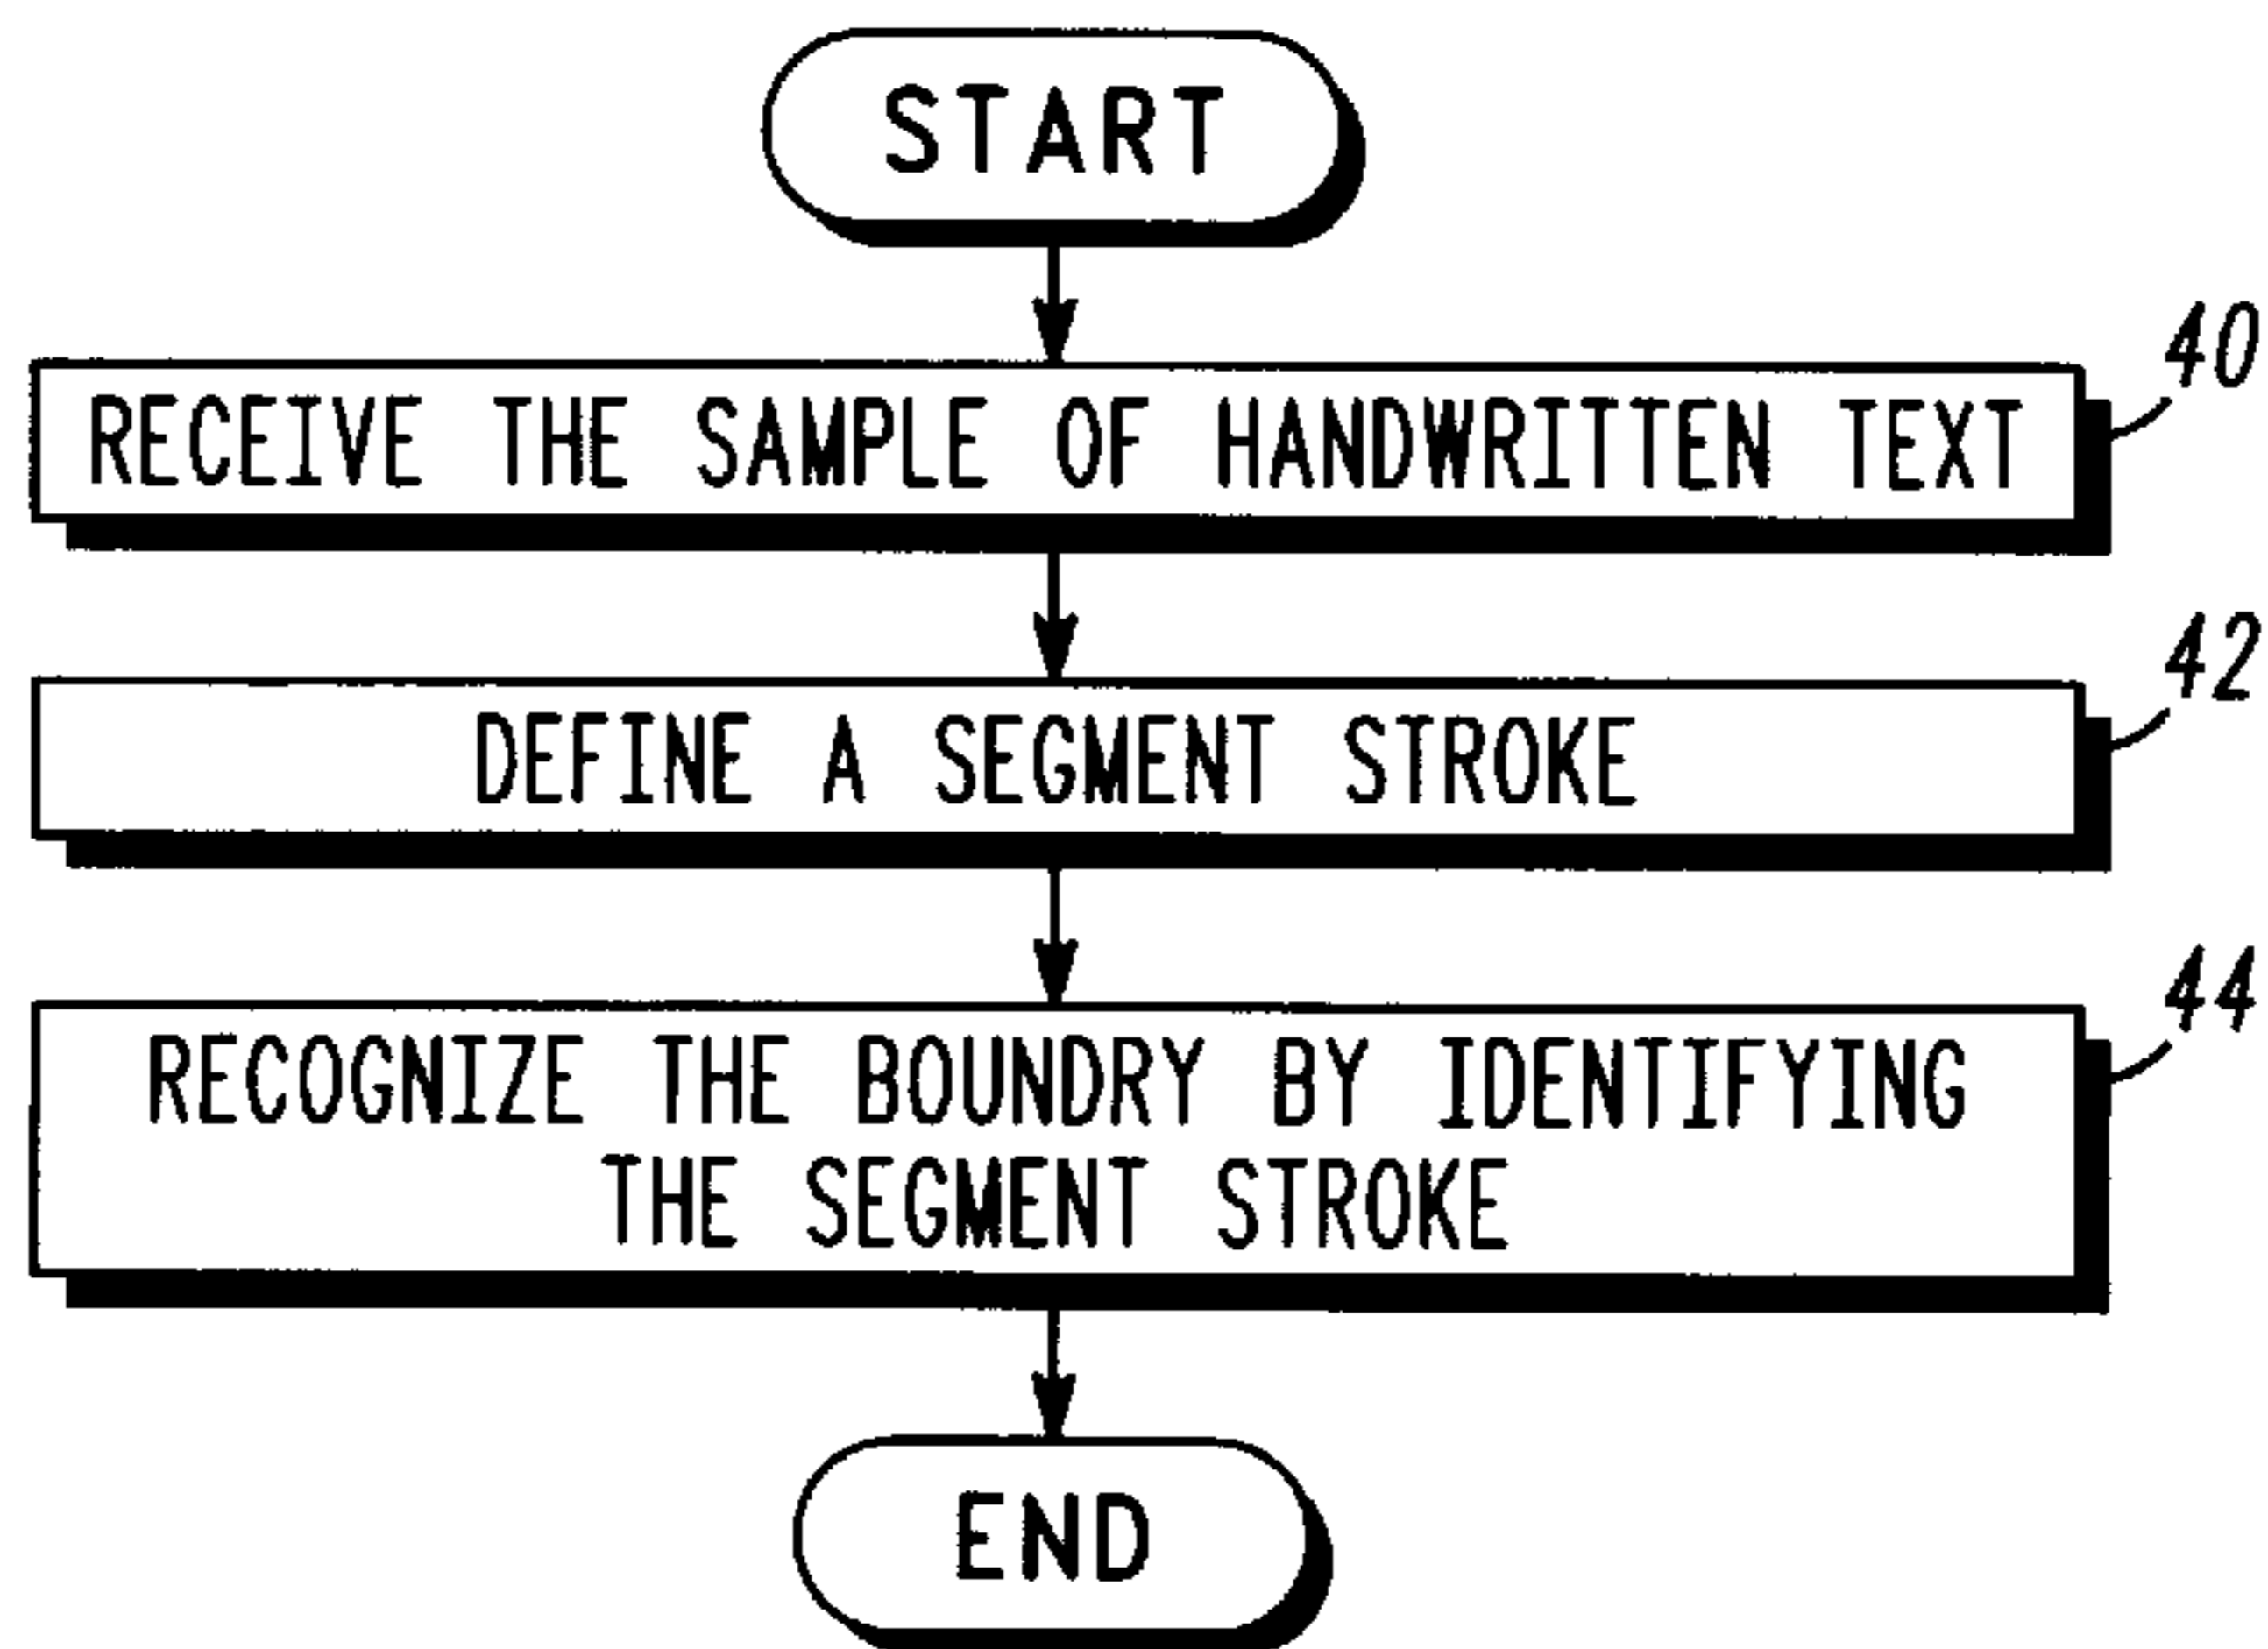 START
RECEIVE THE SAMPLE OF HANDWRITTEN TEXT
40
DEFINE A SEGMENT STROKE
42
RECOGNIZE THE BOUNDRY BY IDENTIFYING
THE SEGMENT STROKE
44
END